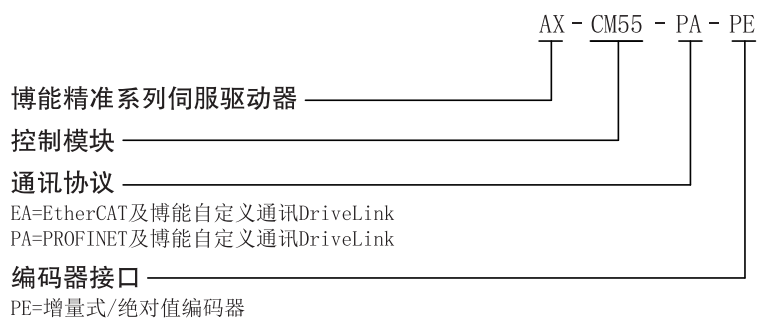 AX-CM55-PA-PE
博能精准系列伺服驱动器
控制模块
通讯协议
EA=EtherCAT及博能自定义通讯DriveLink
PA=PROFINET及博能自定义通讯DriveLink
编码器接口
PE=增量式/绝对值编码器